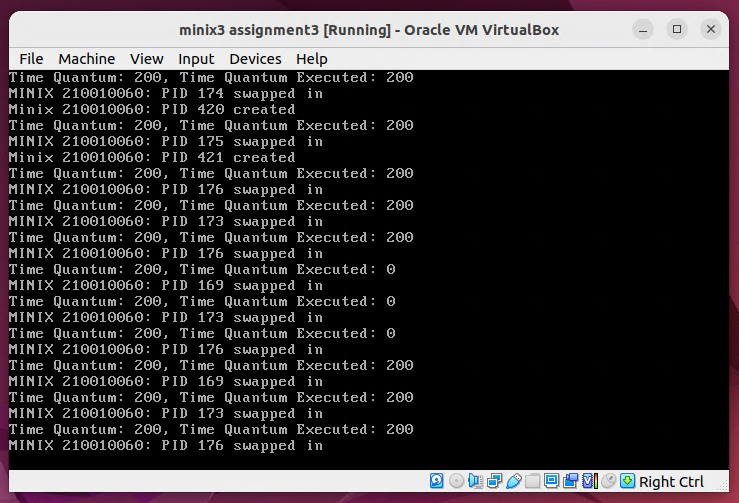 minix3 assignment3 [Running] - Oracle VM VirtualBox
File Machine View Input Devices Help
Time Quantum: 200, Time Quantum Executed: 200
MINIX 210010060: PID 174 swapped in
Minix 210010060: PID 420 created
Time Quantum: 200, Time Quantum Executed: 200
MINIX 210010060: PID 175 swapped in
Minix 210010060: PID 421 created
Time Quantum: 200, Time Quantum Executed: 200
MINIX 210010060: PID 176 swapped in
Time Quantum: 200, Time Quantum Executed: 200
MINIX 210010060: PID 173 swapped in
Time Quantum: 200, Time Quantum Executed: 200
MINIX 210010060: PID 176 swapped in
Time Quantum: 200, Time Quantum Executed: 0
MINIX 210010060: PID 169 swapped in
Time Quantum: 200, Time Quantum Executed: 0
MINIX 210010060: PID 173 swapped in
Time Quantum: 200, Time Quantum Executed: 0
MINIX 210010060: PID 176 swapped in
Time Quantum: 200, Time Quantum Executed: 200
MINIX 210010060: PID 169 swapped in
Time Quantum: 200, Time Quantum Executed: 200
MINIX 210010060: PID 173 swapped in
Time Quantum: 200, Time Quantum Executed: 200
MINIX 210010060: PID 176 swapped in
Right Ctrl